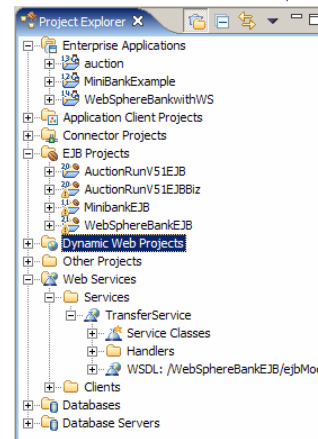 Project Explorer
Enterprise Applications
auction
MiniBankExample
WebSphereBankwithWS
Application Client Projects
Connector Projects
EJB Projects
AuctionRunV51EJB
AuctionRunV51EJBBiz
MinibankEJB
WebSphereBankEJB
Dynamic Web Projects
Other Projects
Web Services
Services
TransferService
Service Classes
Handlers
WSDL: /WebSphereBankEJB/ejbMod
Clients
Databases
Database Servers